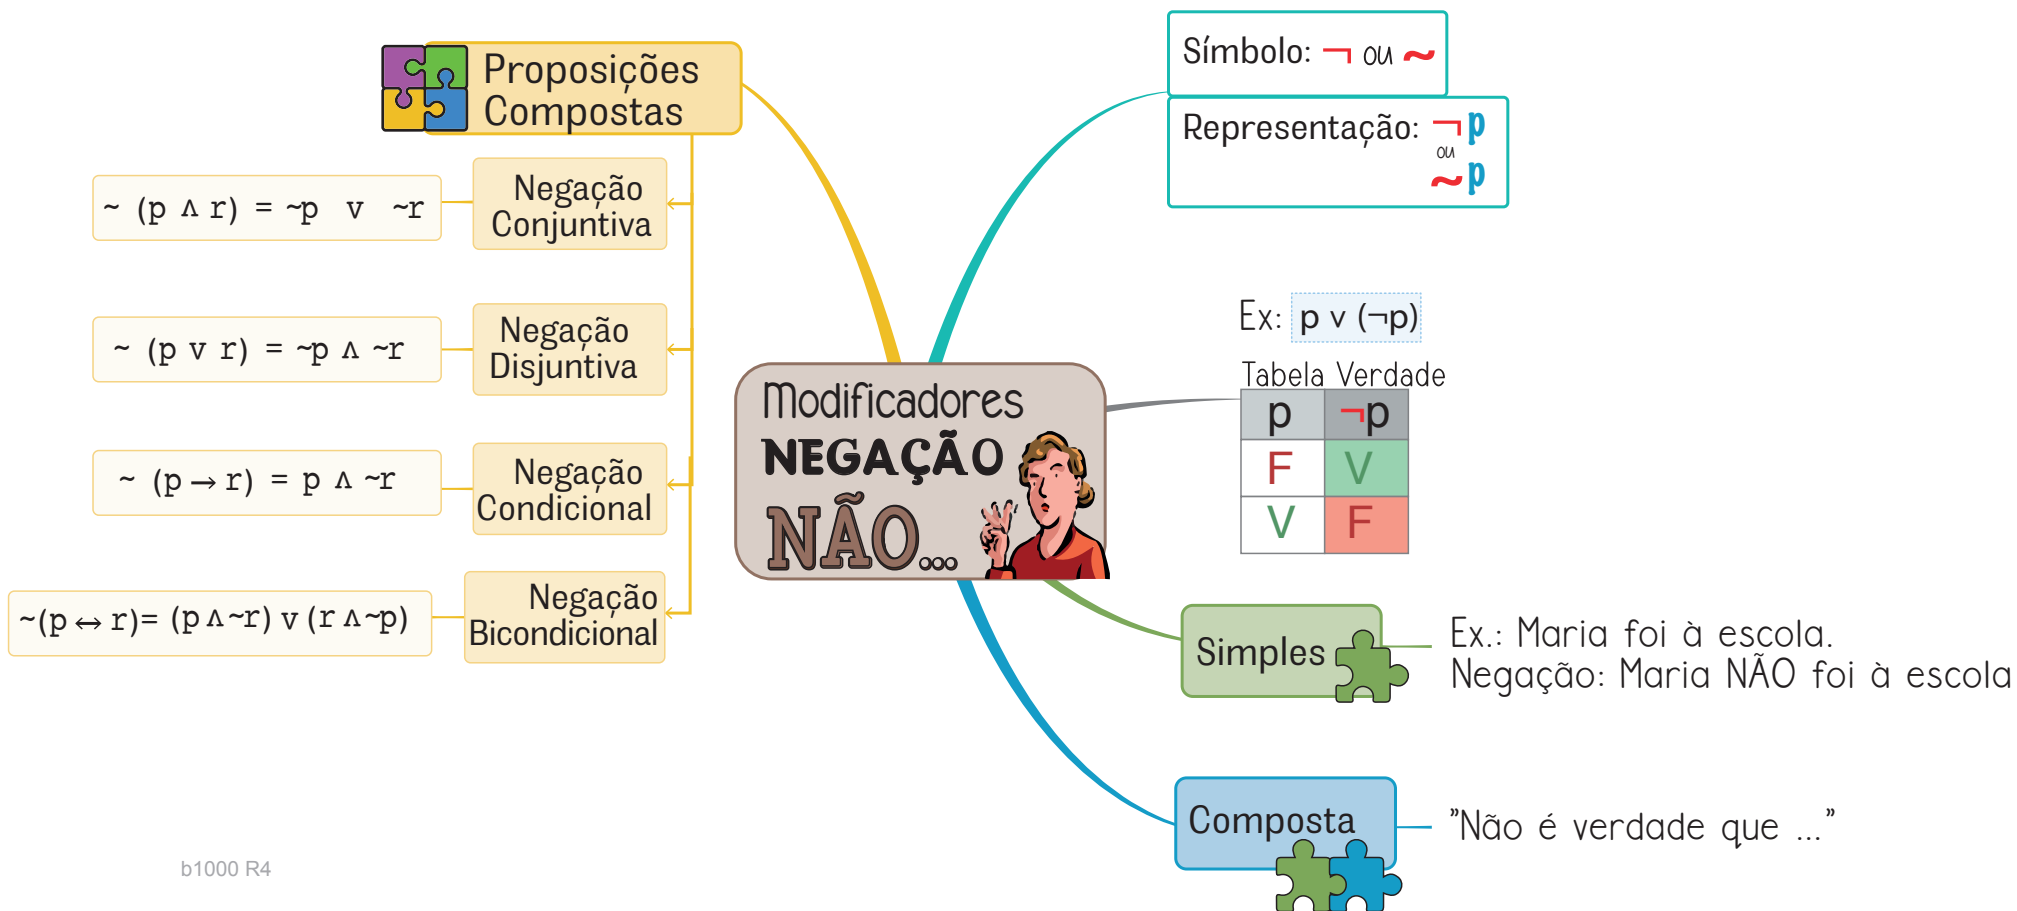 Modificadores
NEGAÇÃO
NÃO...
Proposições
Compostas
Negação
Conjuntiva
~ (p ∧ r) = ~p v ~r
Negação
Disjuntiva
~ (p v r) = ~p ∧ ~r
Negação
Condicional
~ (p → r) = p ∧ ~r
Negação
Bicondicional
~(p ↔ r)= (p ∧ ~r) v (r ∧ ~p)
Símbolo: ¬ ou ~
Representação: ¬p
ou
~p
Ex: p v (¬p)
Tabela Verdade
p ¬p
F V
V F
Simples
Ex.: Maria foi à escola.
Negação: Maria NÃO foi à escola
Composta
"Não é verdade que ..."
b1000 R4